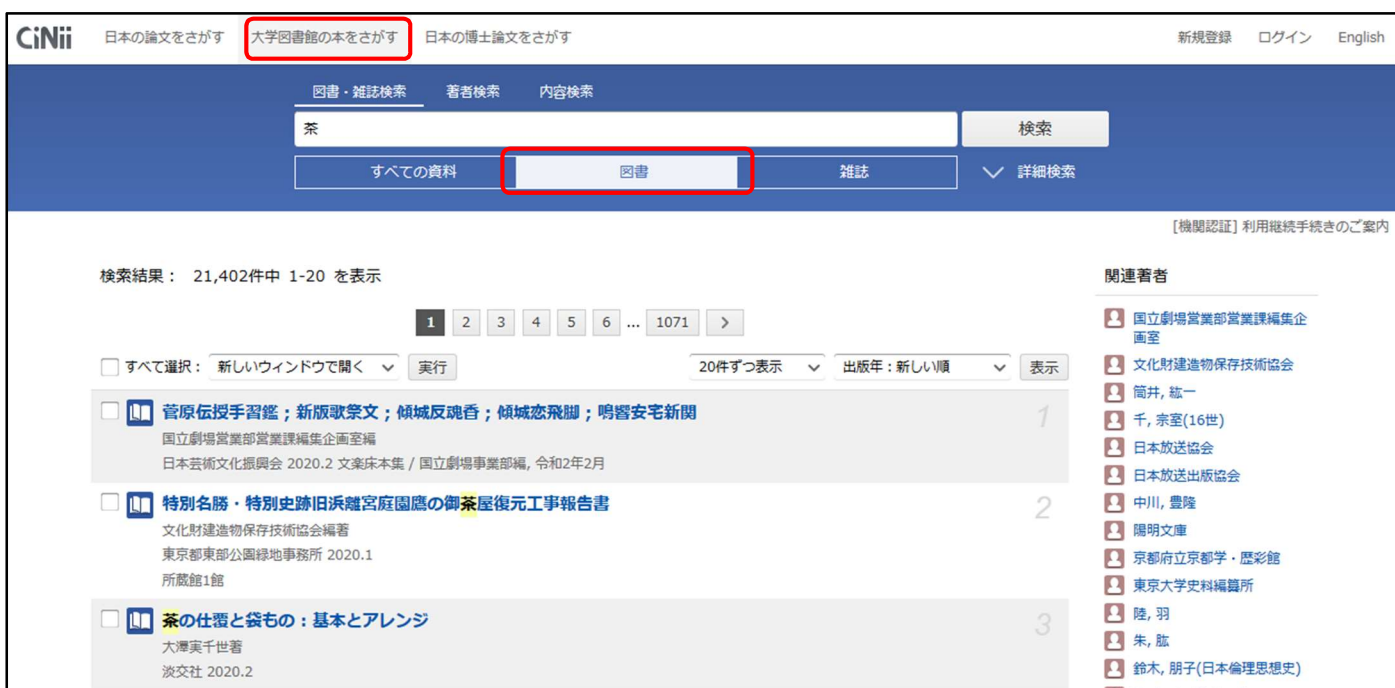 CiNii 日本の論文をさがす 大学図書館の本をさがす 日本の博士論文をさがす 新規登録 ログイン English
図書・雑誌検索 著者検索 内容検索
茶 検索
すべての資料 図書 雑誌 詳細検索
[機関認証] 利用継続手続きのご案内
検索結果： 21,402件中 1-20 を表示
1 2 3 4 5 6 ... 1071 >
すべて選択： 新しいウィンドウで開く 実行 20件ずつ表示 出版年：新しい順 表示
菅原伝授手習鑑 ; 新版歌祭文 ; 傾城反魂香 ; 傾城恋飛脚 ; 鳴響安宅新関 1
国立劇場営業部営業課編集企画室編
日本芸術文化振興会 2020.2 文楽床本集 / 国立劇場事業部編, 令和2年2月
特別名勝・特別史跡旧浜離宮庭園鷹の御茶屋復元工事報告書 2
文化財建造物保存技術協会編著
東京都東部公園緑地事務所 2020.1
所蔵館1館
茶の仕覆と袋もの : 基本とアレンジ 3
大澤実千世著
淡交社 2020.2
関連著者
国立劇場営業部営業課編集企
画室
文化財建造物保存技術協会
筒井, 紘一
千, 宗室(16世)
日本放送協会
日本放送出版協会
中川, 豊隆
陽明文庫
京都府立京都学・歴彩館
東京大学史料編纂所
陸, 羽
朱, 肱
鈴木, 朋子(日本倫理思想史)